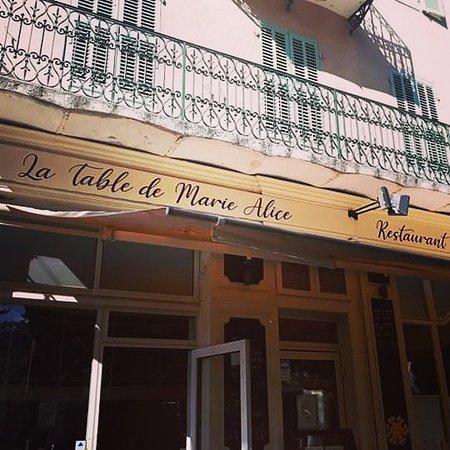 La Table de Marie Alice
Restaurant